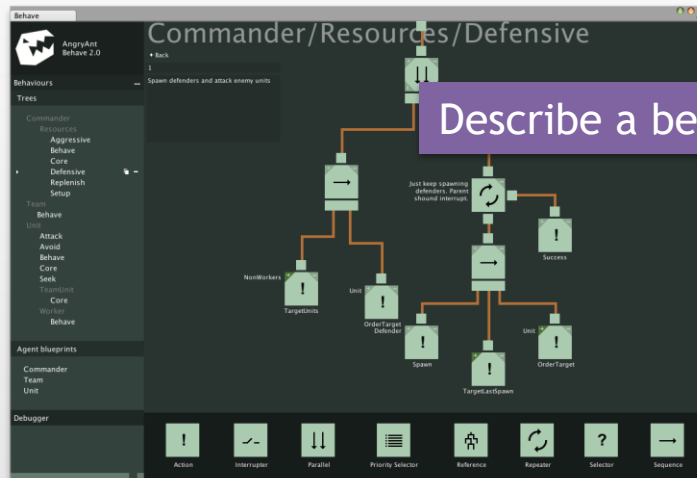 Behave
AngryAnt
Behave 2.0
Behaviours
Trees
Commander
Resources
Aggressive
Behave
Core
Defensive
Replenish
Setup
Team
Behave
Unit
Attack
Avoid
Behave
Core
Seek
TeamUnit
Core
Worker
Behave
Agent blueprints
Commander
Team
Unit
Debugger
Commander/Resources/Defensive
Back
1
Spawn defenders and attack enemy units
Describe a be
Just keep spawning
defenders. Parent
shound interrupt.
Success
NonWorkers
!
TargetUnits
Unit
!
OrderTarget
Defender
!
Spawn
!
TargetLastSpawn
Unit
!
OrderTarget
!
Action
Interrupter
Parallel
Priority Selector
Reference
Repeater
?
Selector
Sequence